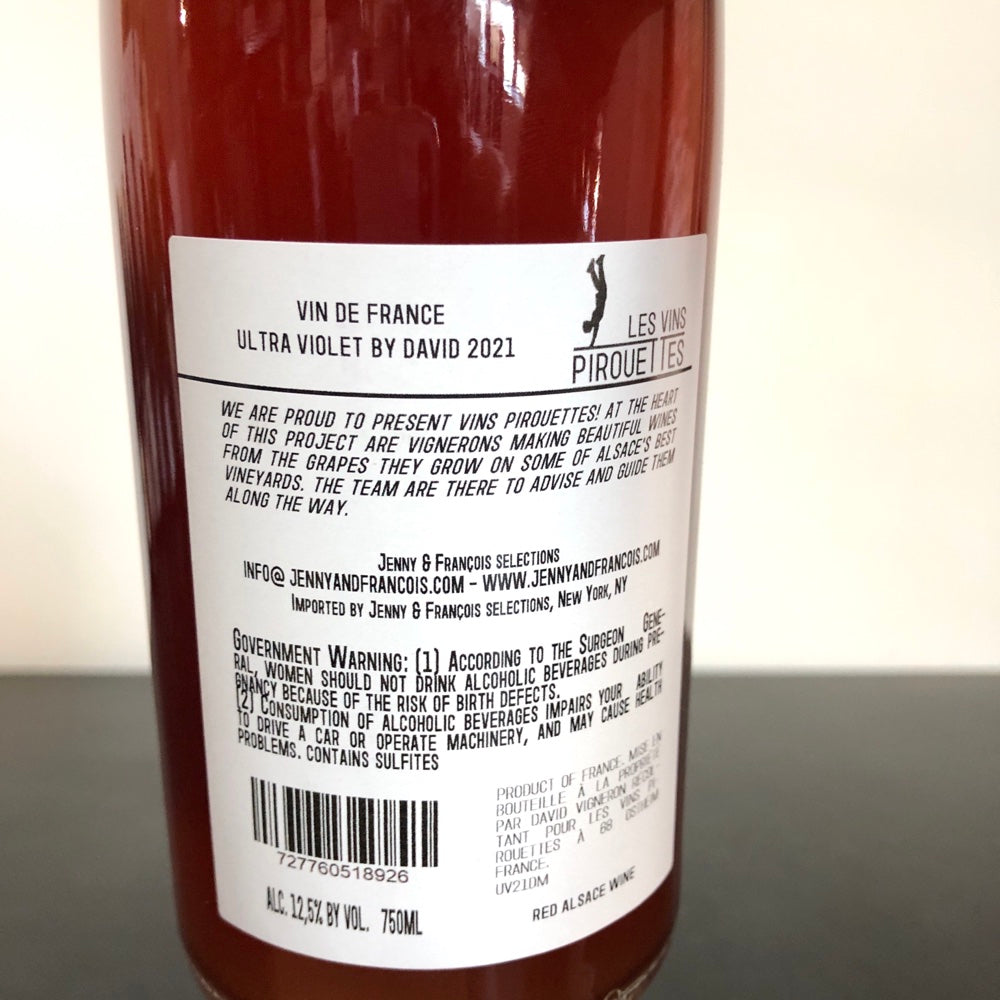 VIN DE FRANCE
ULTRA VIOLET BY DAVID 2021
LES VINS
PIROUETTES
WE ARE PROUD TO PRESENT VINS PIROUETTES! AT THE HEART
OF THIS PROJECT ARE VIGNERONS MAKING BEAUTIFUL WINES
FROM THE GRAPES THEY GROW ON SOME OF ALSACE'S BEST
VINEYARDS. THE TEAM ARE THERE TO ADVISE AND GUIDE THEM
ALONG THE WAY.
JENNY & FRANÇOIS SELECTIONS
INFO@ JENNYANDFRANCOIS.COM - WWW.JENNYANDFRANCOIS.COM
IMPORTED BY JENNY & FRANÇOIS SELECTIONS, NEW YORK, NY
GOVERNMENT WARNING: (1) ACCORDING TO THE SURGEON GENE-
RAL, WOMEN SHOULD NOT DRINK ALCOHOLIC BEVERAGES DURING PRE-
GNANCY BECAUSE OF THE RISK OF BIRTH DEFECTS.
(2) CONSUMPTION OF ALCOHOLIC BEVERAGES IMPAIRS YOUR ABILITY
TO DRIVE A CAR OR OPERATE MACHINERY, AND MAY CAUSE HEALTH
PROBLEMS. CONTAINS SULFITES
PRODUCT OF FRANCE. MISE EN
BOUTEILLE À LA PROPRIETE
PAR DAVID VIGNERON RECOL-
TANT POUR LES VINS PI-
ROUETTES À 68 OSTHEIM
FRANCE.
UV21DM
727760518926
ALC. 12,5% BY VOL. 750ML
RED ALSACE WINE